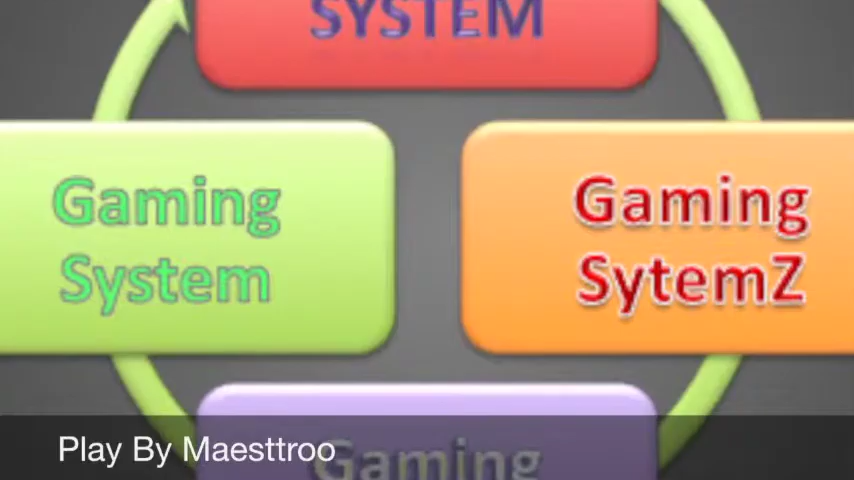 SYSTEM
Gaming
System
Gaming
SytemZ
Gaming
Play By Maesttroo